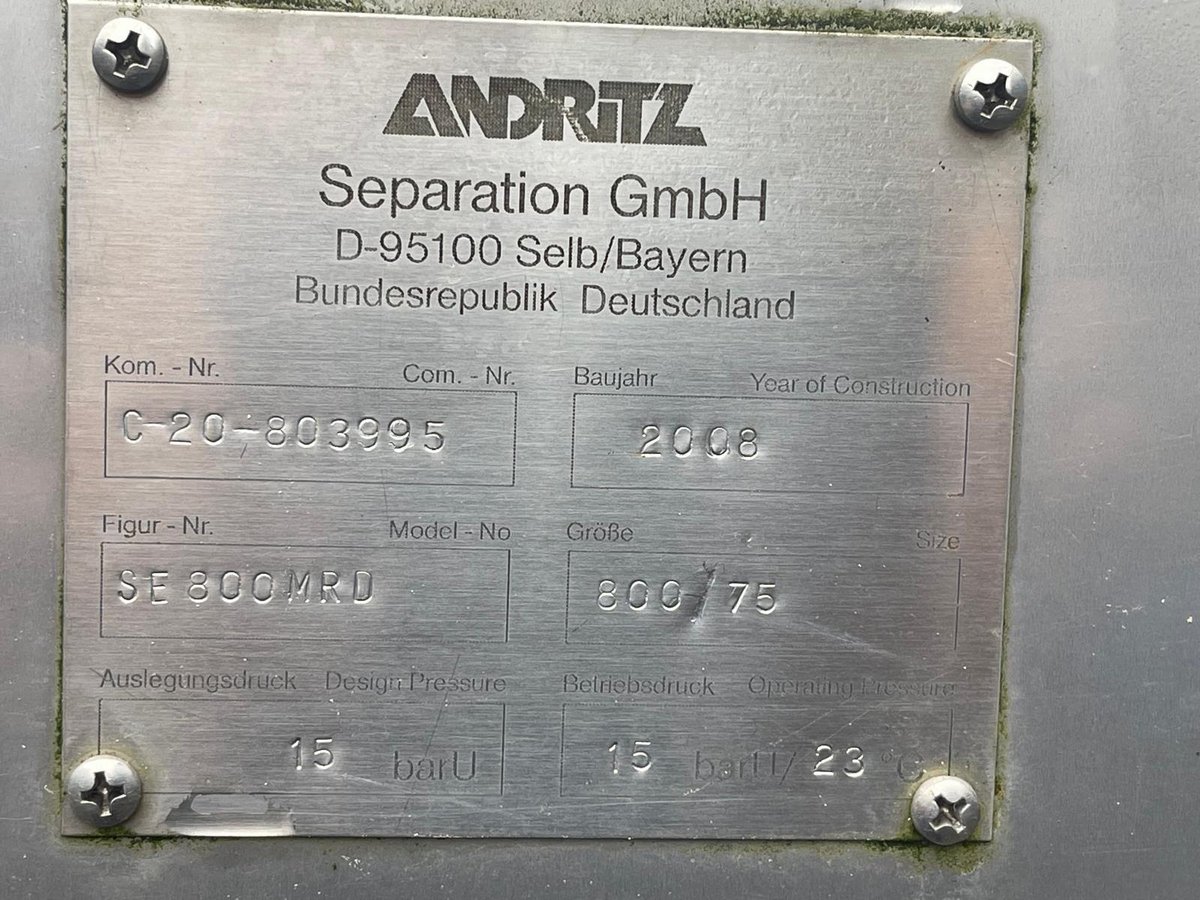 ANDRITZ
Separation GmbH
D-95100 Selb/Bayern
Bundesrepublik Deutschland
Kom. - Nr. Com. - Nr. Baujahr Year of Construction
C-20-803995 2008
Figur - Nr. Model - No Größe Size
SE800MRD 800/75
Auslegungsdruck Design Pressure Betriebsdruck Operating Pressure
15 barU 15 barU/ 23 °C